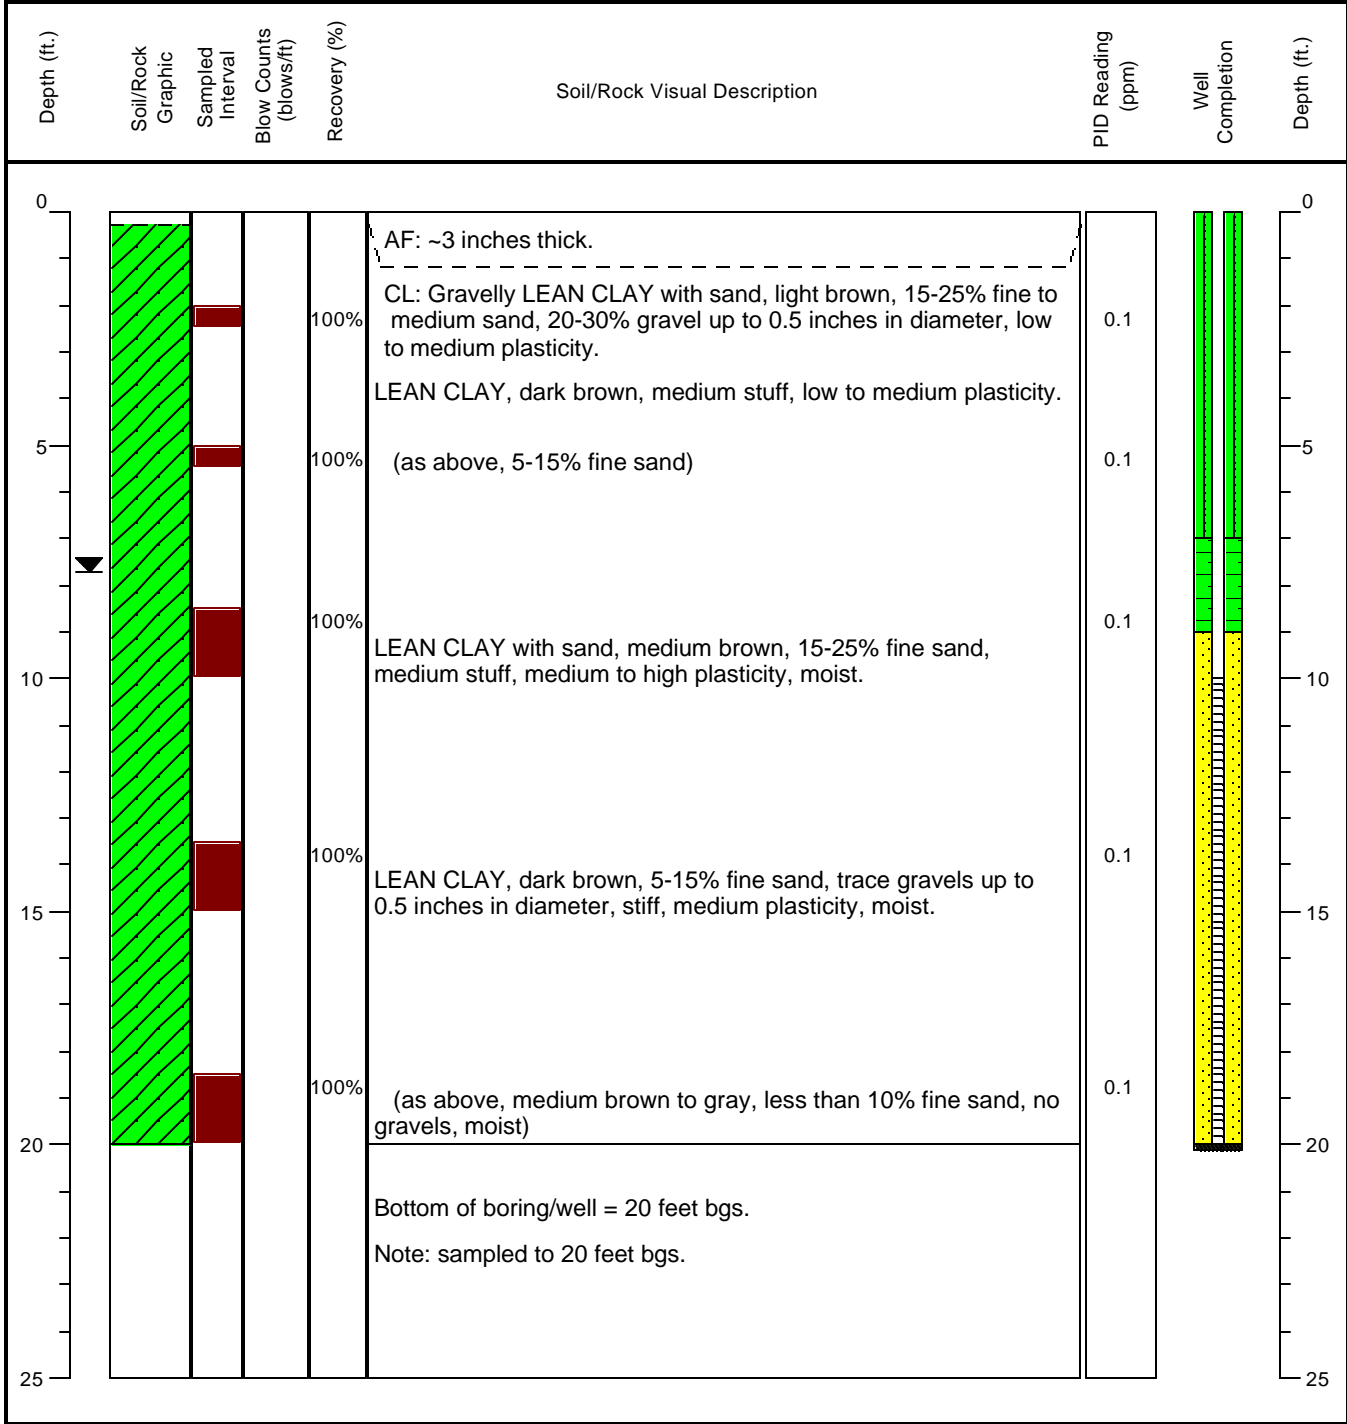 Depth (ft.)
Soil/Rock
Graphic
Sampled
Interval
Blow Counts
(blows/ft)
Recovery (%)
Soil/Rock Visual Description
PID Reading
(ppm)
Well
Completion
Depth (ft.)
0
0
AF: ~3 inches thick.
CL: Gravelly LEAN CLAY with sand, light brown, 15-25% fine to
100%
medium sand, 20-30% gravel up to 0.5 inches in diameter, low
0.1
to medium plasticity.
LEAN CLAY, dark brown, medium stuff, low to medium plasticity.
5
100%
(as above, 5-15% fine sand)
0.1
5
100%
0.1
LEAN CLAY with sand, medium brown, 15-25% fine sand,
medium stuff, medium to high plasticity, moist.
10
10
100%
0.1
LEAN CLAY, dark brown, 5-15% fine sand, trace gravels up to
0.5 inches in diameter, stiff, medium plasticity, moist.
15
15
100%
0.1
(as above, medium brown to gray, less than 10% fine sand, no
gravels, moist)
20
20
Bottom of boring/well = 20 feet bgs.
Note: sampled to 20 feet bgs.
25
25